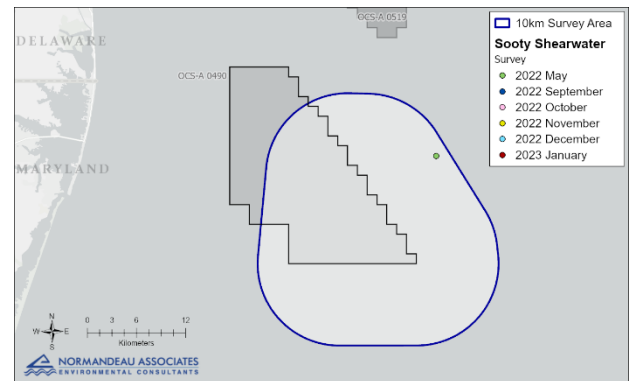 OCS-A 0519
10km Survey Area
DELAWARE
Sooty Shearwater
Survey
OCS-A 0490
2022 May
2022 September
2022 October
2022 November
2022 December
2023 January
MARYLAND
N
W E
S
0 3 6 12
Kilometers
NORMANDEAU ASSOCIATES
ENVIRONMENTAL CONSULTANTS